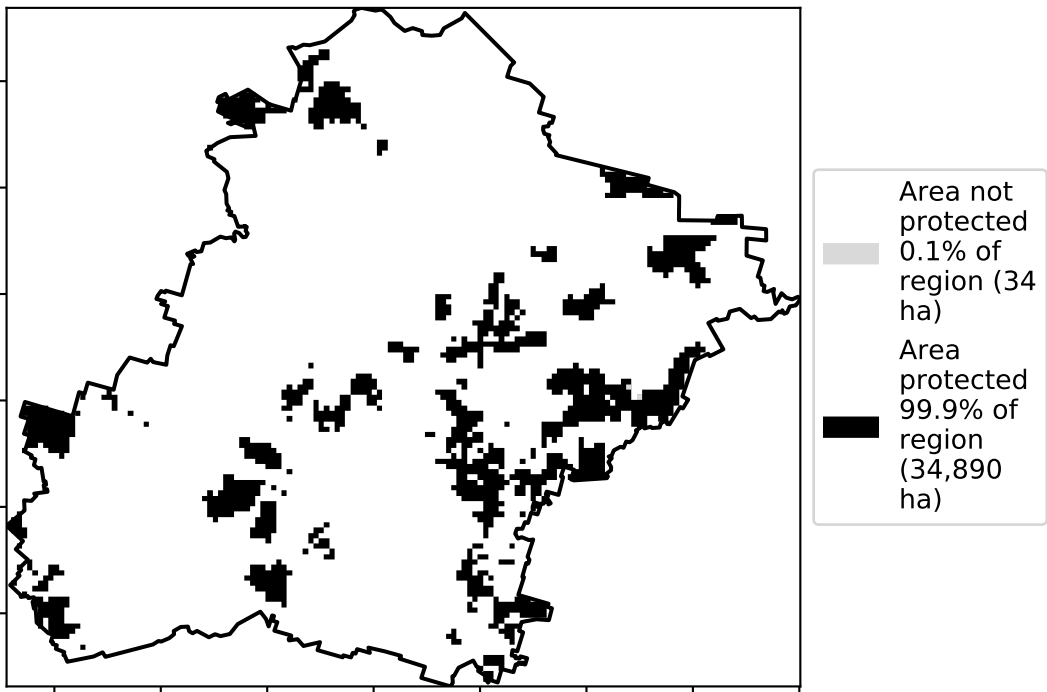 Area not
protected
0.1% of
region (34
ha)
Area
protected
99.9% of
region
(34,890
ha)